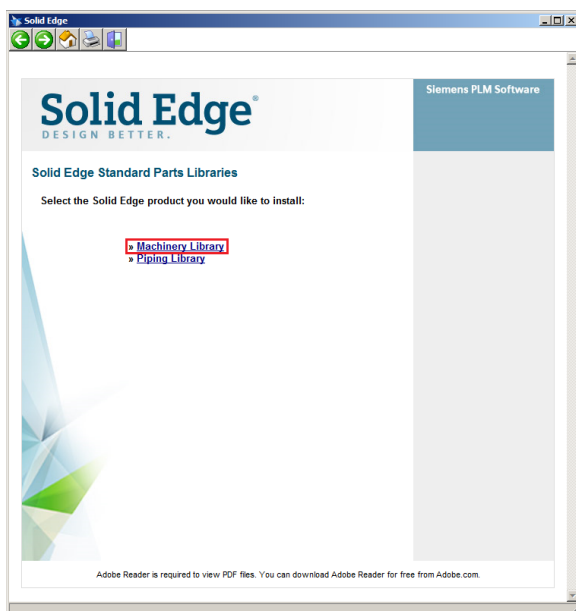 Solid Edge
Siemens PLM Software
Solid Edge®
DESIGN BETTER.
Solid Edge Standard Parts Libraries
Select the Solid Edge product you would like to install:
» Machinery Library
» Piping Library
Adobe Reader is required to view PDF files. You can download Adobe Reader for free from Adobe.com.